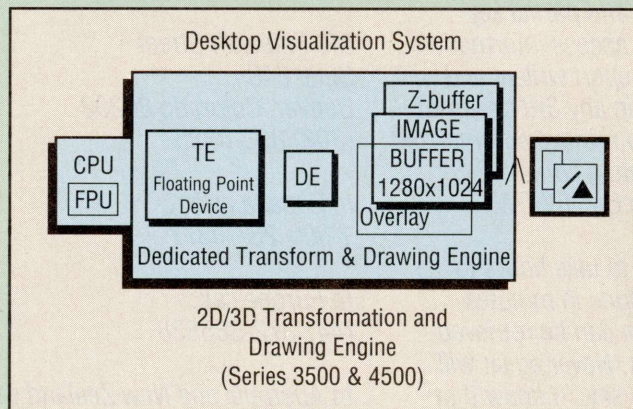 Desktop Visualization System
Z-buffer
IMAGE
BUFFER
1280x1024
Overlay
CPU
FPU
TE
Floating Point
Device
DE
Dedicated Transform & Drawing Engine
2D/3D Transformation and
Drawing Engine
(Series 3500 & 4500)